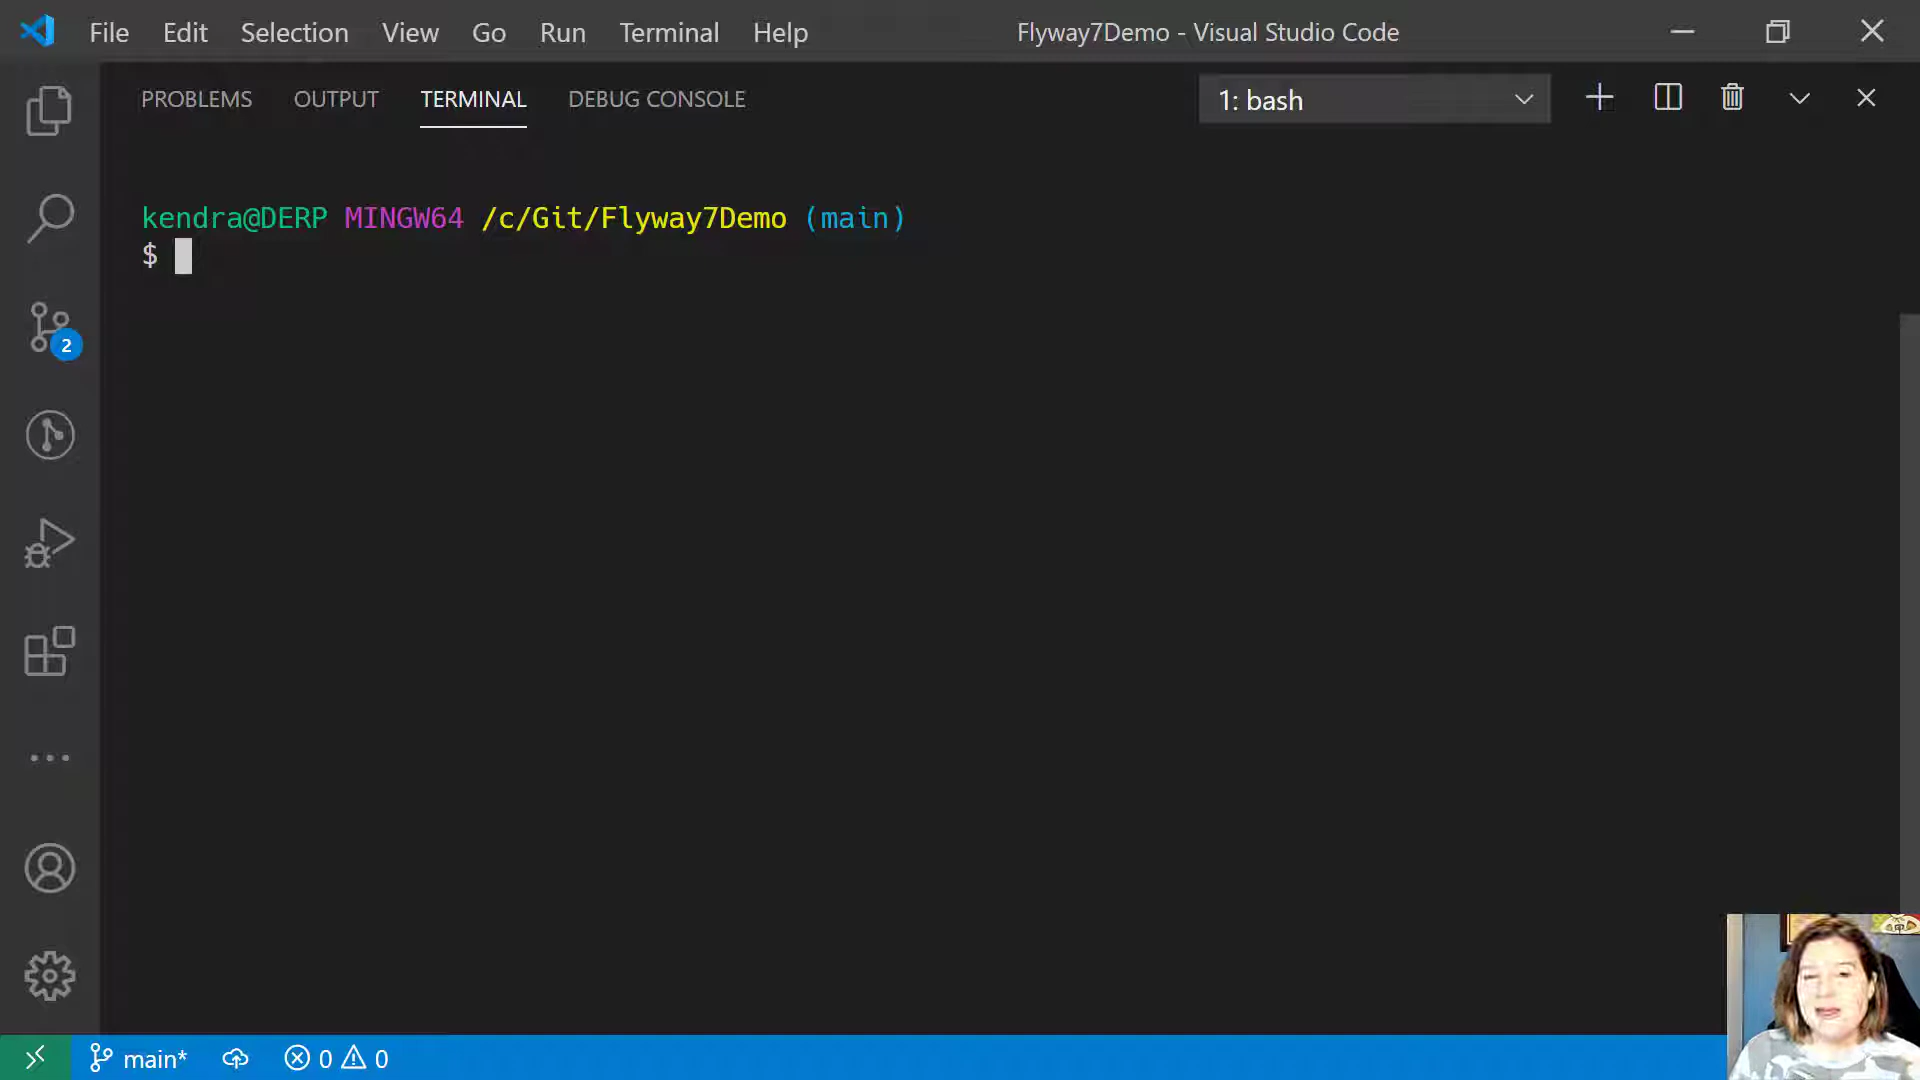 File Edit Selection View Go Run Terminal Help Flyway7Demo - Visual Studio Code
PROBLEMS OUTPUT TERMINAL DEBUG CONSOLE 1: bash
kendra@DERP MINGW64 /c/Git/Flyway7Demo (main)
$
2
main* 0 0